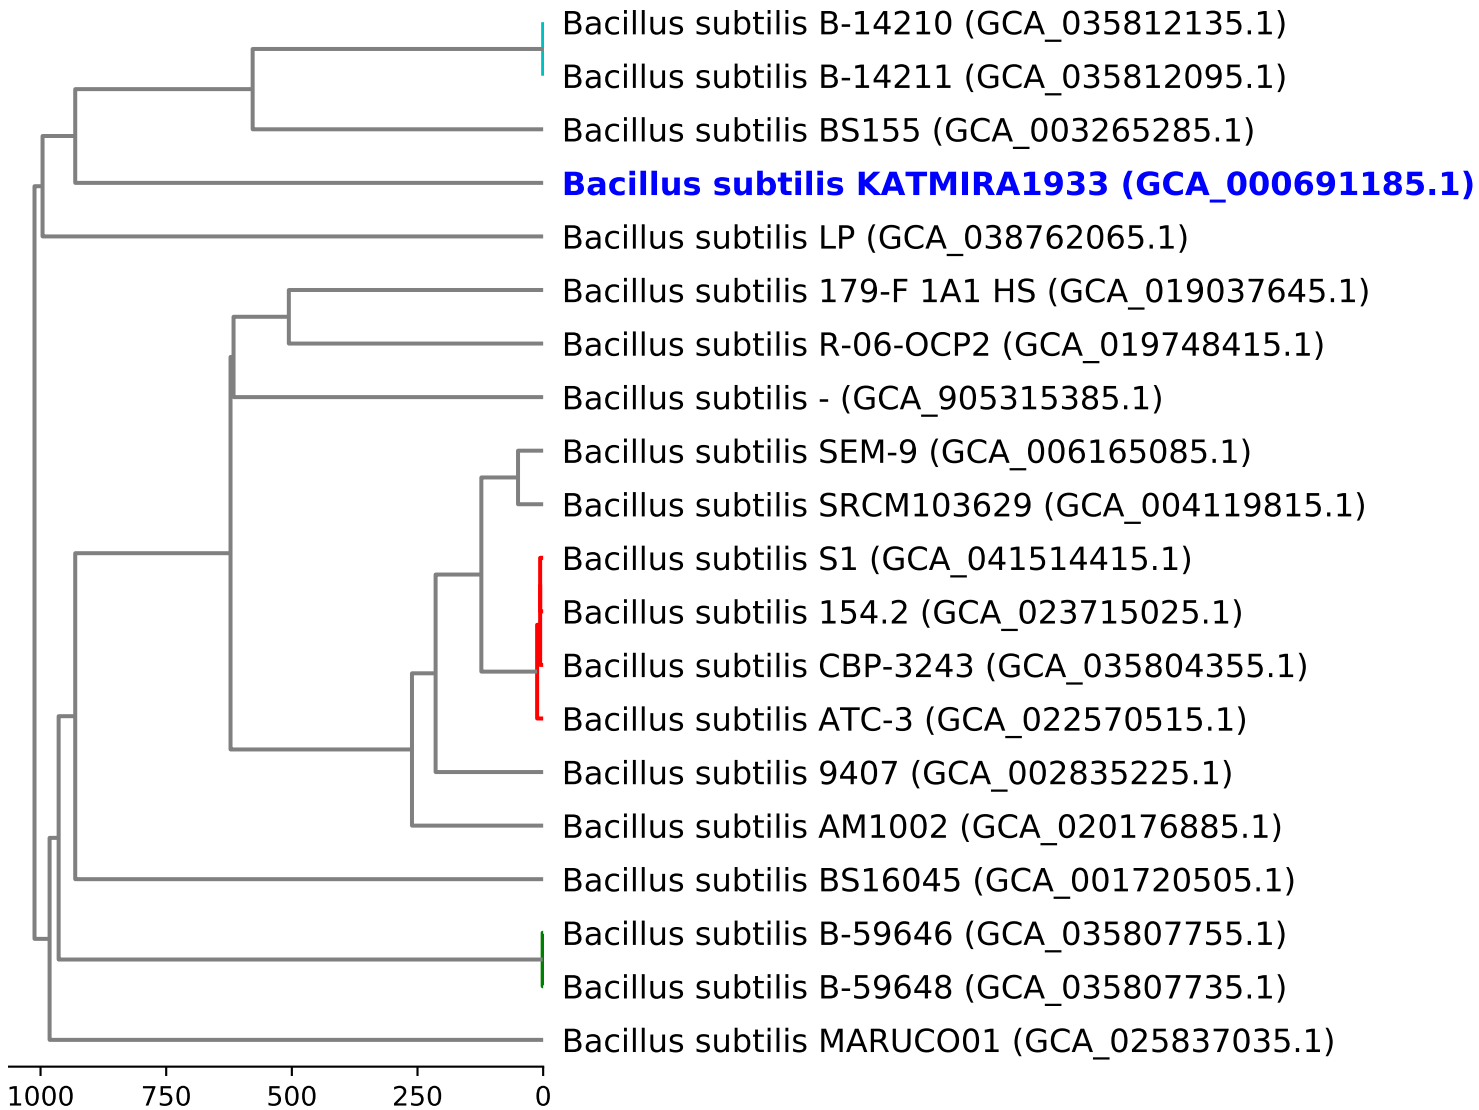 Bacillus subtilis B-14210 (GCA_035812135.1)
Bacillus subtilis B-14211 (GCA_035812095.1)
Bacillus subtilis BS155 (GCA_003265285.1)
Bacillus subtilis KATMIRA1933 (GCA_000691185.1)
Bacillus subtilis LP (GCA_038762065.1)
Bacillus subtilis 179-F 1A1 HS (GCA_019037645.1)
Bacillus subtilis R-06-OCP2 (GCA_019748415.1)
Bacillus subtilis - (GCA_905315385.1)
Bacillus subtilis SEM-9 (GCA_006165085.1)
Bacillus subtilis SRCM103629 (GCA_004119815.1)
Bacillus subtilis S1 (GCA_041514415.1)
Bacillus subtilis 154.2 (GCA_023715025.1)
Bacillus subtilis CBP-3243 (GCA_035804355.1)
Bacillus subtilis ATC-3 (GCA_022570515.1)
Bacillus subtilis 9407 (GCA_002835225.1)
Bacillus subtilis AM1002 (GCA_020176885.1)
Bacillus subtilis BS16045 (GCA_001720505.1)
Bacillus subtilis B-59646 (GCA_035807755.1)
Bacillus subtilis B-59648 (GCA_035807735.1)
Bacillus subtilis MARUCO01 (GCA_025837035.1)
1000 750 500 250 0